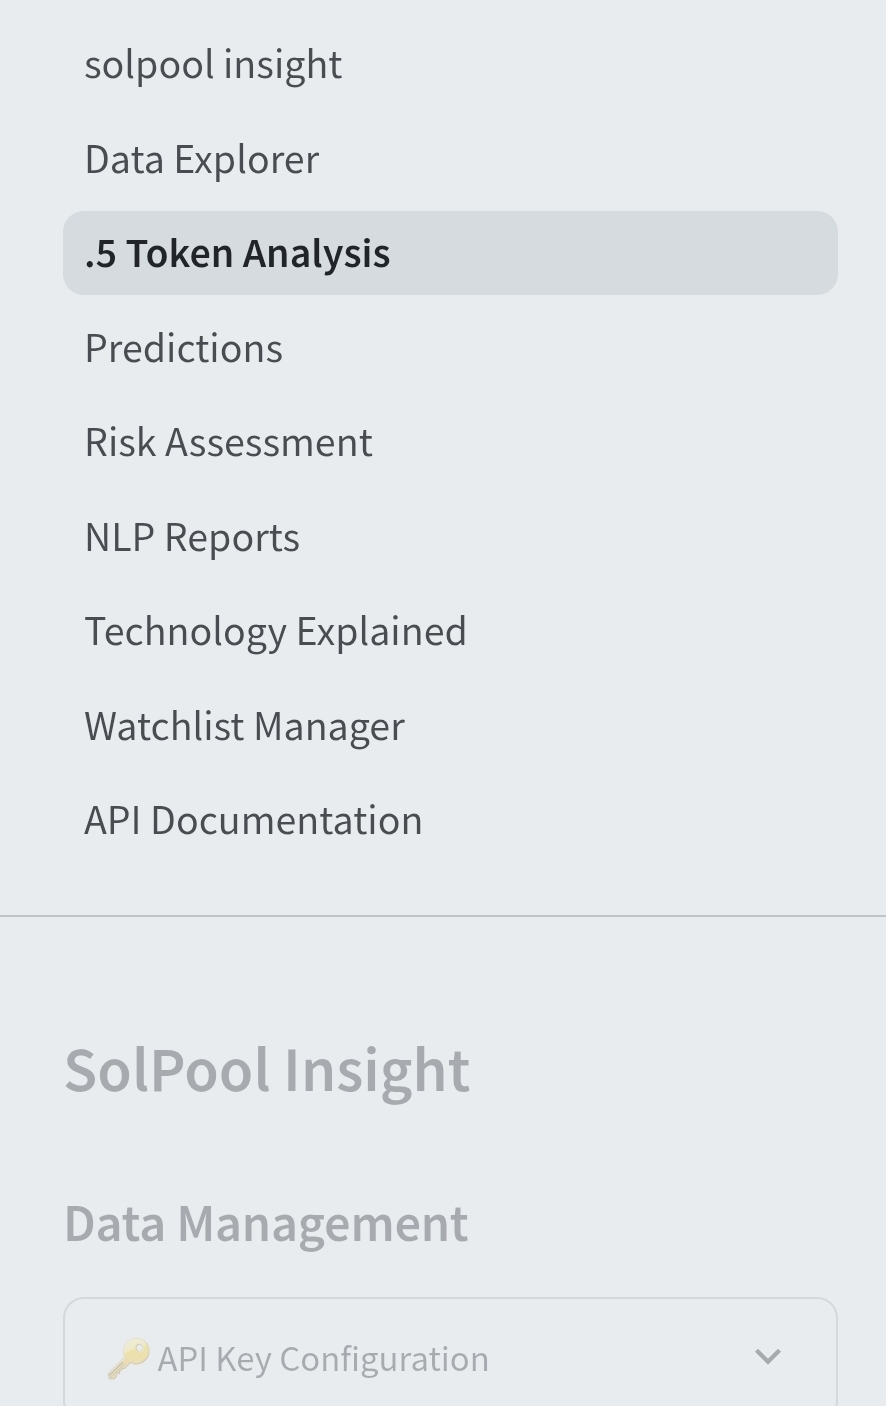 solpool insight
Data Explorer
.5 Token Analysis
Predictions
Risk Assessment
NLP Reports
Technology Explained
Watchlist Manager
API Documentation
SolPool Insight
Data Management
🔑 API Key Configuration